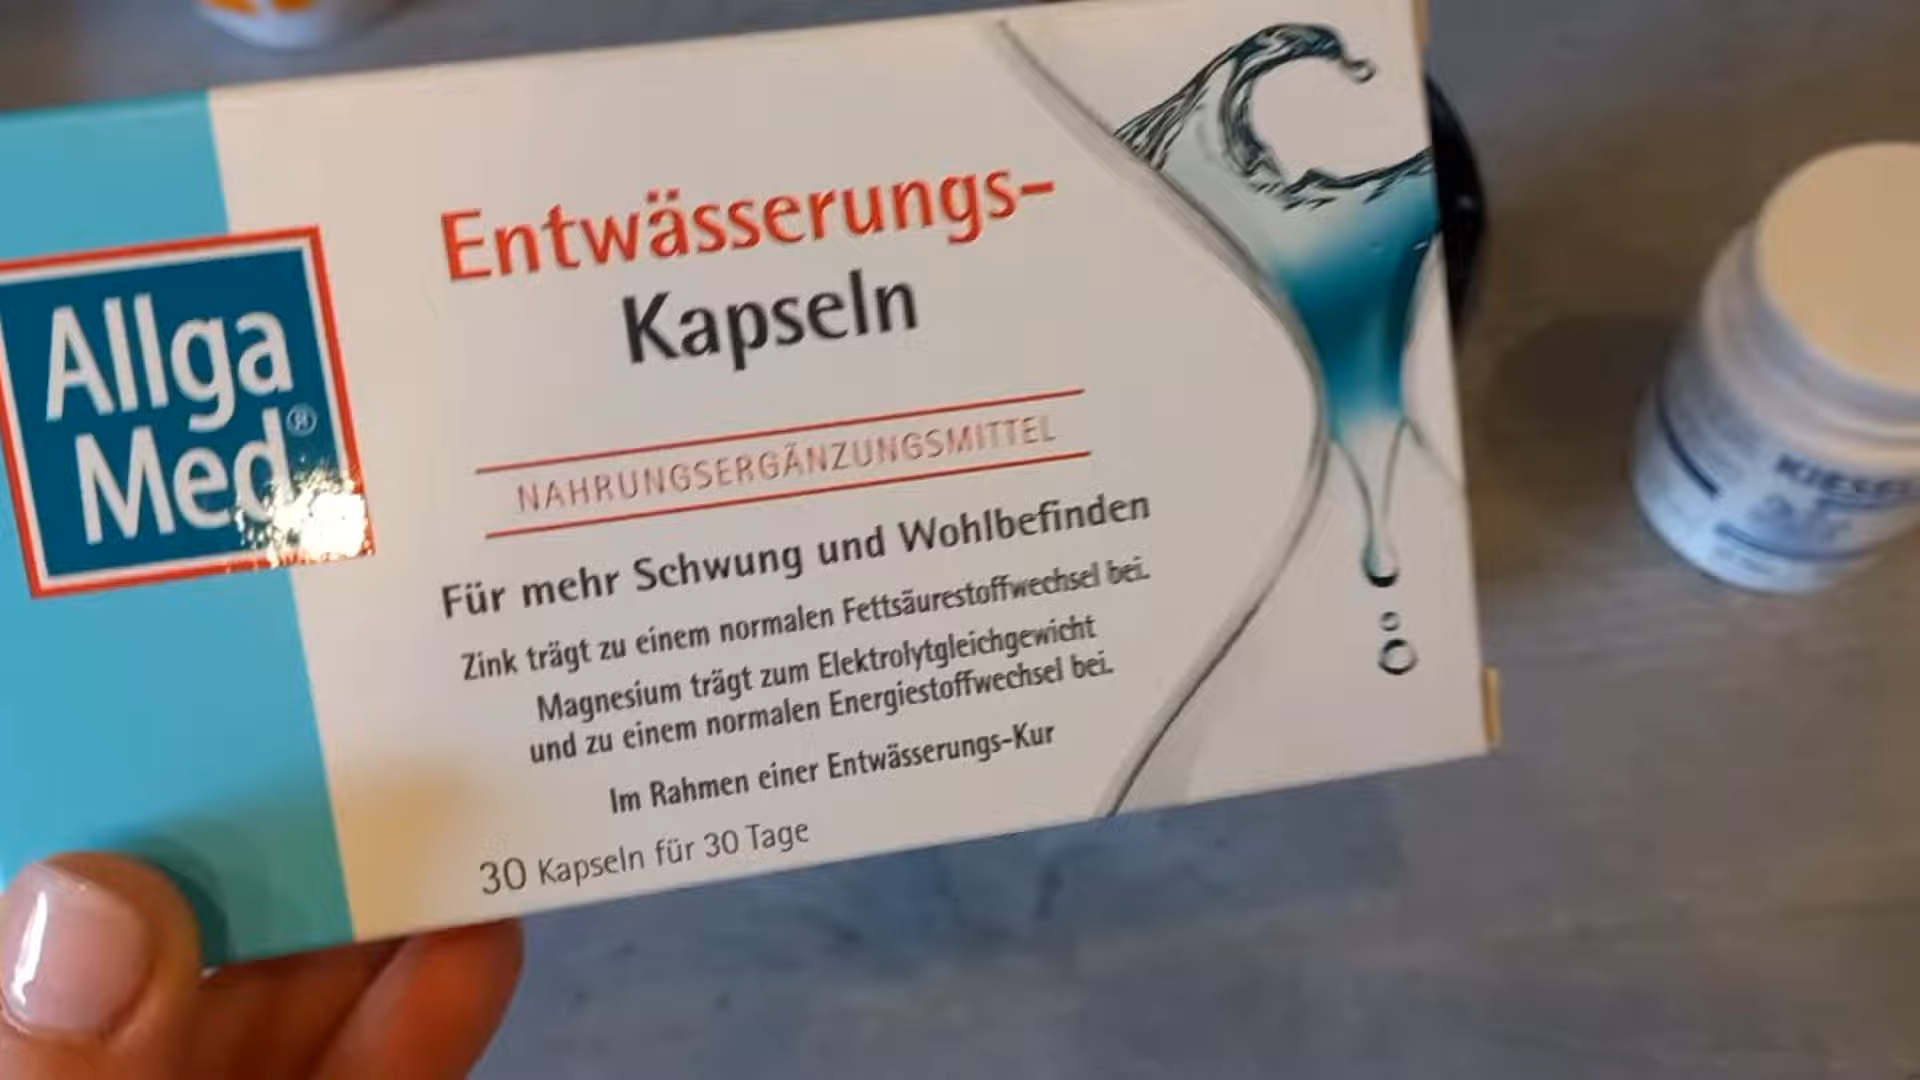 Allga
Med®
Entwässerungs-
Kapseln
NAHRUNGSERGÄNZUNGSMITTEL
Für mehr Schwung und Wohlbefinden
Zink trägt zu einem normalen Fettsäurestoffwechsel bei.
Magnesium trägt zum Elektrolytgleichgewicht
und zu einem normalen Energiestoffwechsel bei.
Im Rahmen einer Entwässerungs-Kur
30 Kapseln für 30 Tage